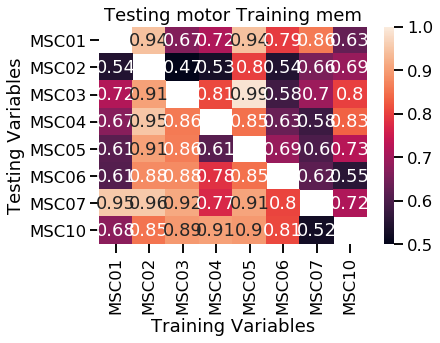 Testing motor Training mem
MSC01 0.94 0.67 0.72 0.94 0.79 0.86 0.63
MSC02 0.54 0.47 0.53 0.8 0.54 0.66 0.69
MSC03 0.72 0.91 0.81 0.99 0.58 0.7 0.8
MSC04 0.67 0.95 0.86 0.85 0.63 0.58 0.83
MSC05 0.61 0.91 0.86 0.61 0.69 0.6 0.73
MSC06 0.61 0.88 0.88 0.78 0.85 0.62 0.55
MSC07 0.95 0.96 0.92 0.77 0.91 0.8 0.72
MSC10 0.68 0.85 0.89 0.91 0.9 0.81 0.52
MSC01 MSC02 MSC03 MSC04 MSC05 MSC06 MSC07 MSC10
Training Variables
Testing Variables
1.0
0.9
0.8
0.7
0.6
0.5